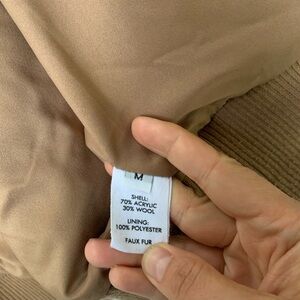 M
SHELL:
70% ACRYLIC
30% WOOL
LINING:
100% POLYESTER
FAUX FUR